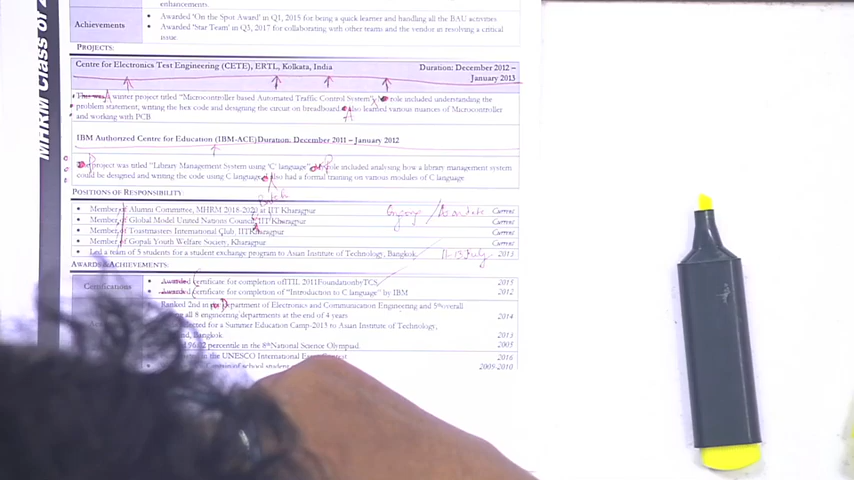 enhancements.
Achievements
• Awarded 'On the Spot Award' in Q1, 2015 for being a quick learner and handling all the BAU activities
• Awarded 'Star Team' in Q3, 2017 for collaborating with other teams and the vendor in resolving a critical
issue.
PROJECTS:
Centre for Electronics Test Engineering (CETE), ERTL, Kolkata, India
Duration: December 2012 –
January 2013
A winter project titled "Microcontroller based Automated Traffic Control System" role included understanding the
problem statement, writing the hex code and designing the circuit on breadboard also learned various nuances of Microcontroller
and working with PCB
IBM Authorized Centre for Education (IBM-ACE)Duration: December 2011 – January 2012
project was titled "Library Management System using 'C' language" role included analysing how a library management system
could be designed and writing the code using C language also had a formal training on various modules of C language
POSITIONS OF RESPONSIBILITY
• Member of Alumni Committee, MHRM 2018-2020 at IIT Kharagpur Current
• Member of Global Model United Nations Council, IIT Kharagpur Current
• Member of Toastmasters International Club, IIT Kharagpur Current
• Member of Gopali Youth Welfare Society, Kharagpur Current
• Led a team of 5 students for a student exchange program to Asian Institute of Technology, Bangkok 11-13 July - 2013
AWARDS & ACHIEVEMENTS:
Certifications
• Awarded Certificate for completion ofITIL 2011FoundationbyTCS 2015
• Awarded Certificate for completion of "Introduction to C language" by IBM 2012
Ranked 2nd in Department of Electronics and Communication Engineering and 5th overall
all 8 engineering departments at the end of 4 years 2014
selected for a Summer Education Camp-2013 to Asian Institute of Technology,
Bangkok 2013
percentile in the 8th National Science Olympiad 2005
in the UNESCO International 2016
of school student 2009-2010
MHRM Class of 2